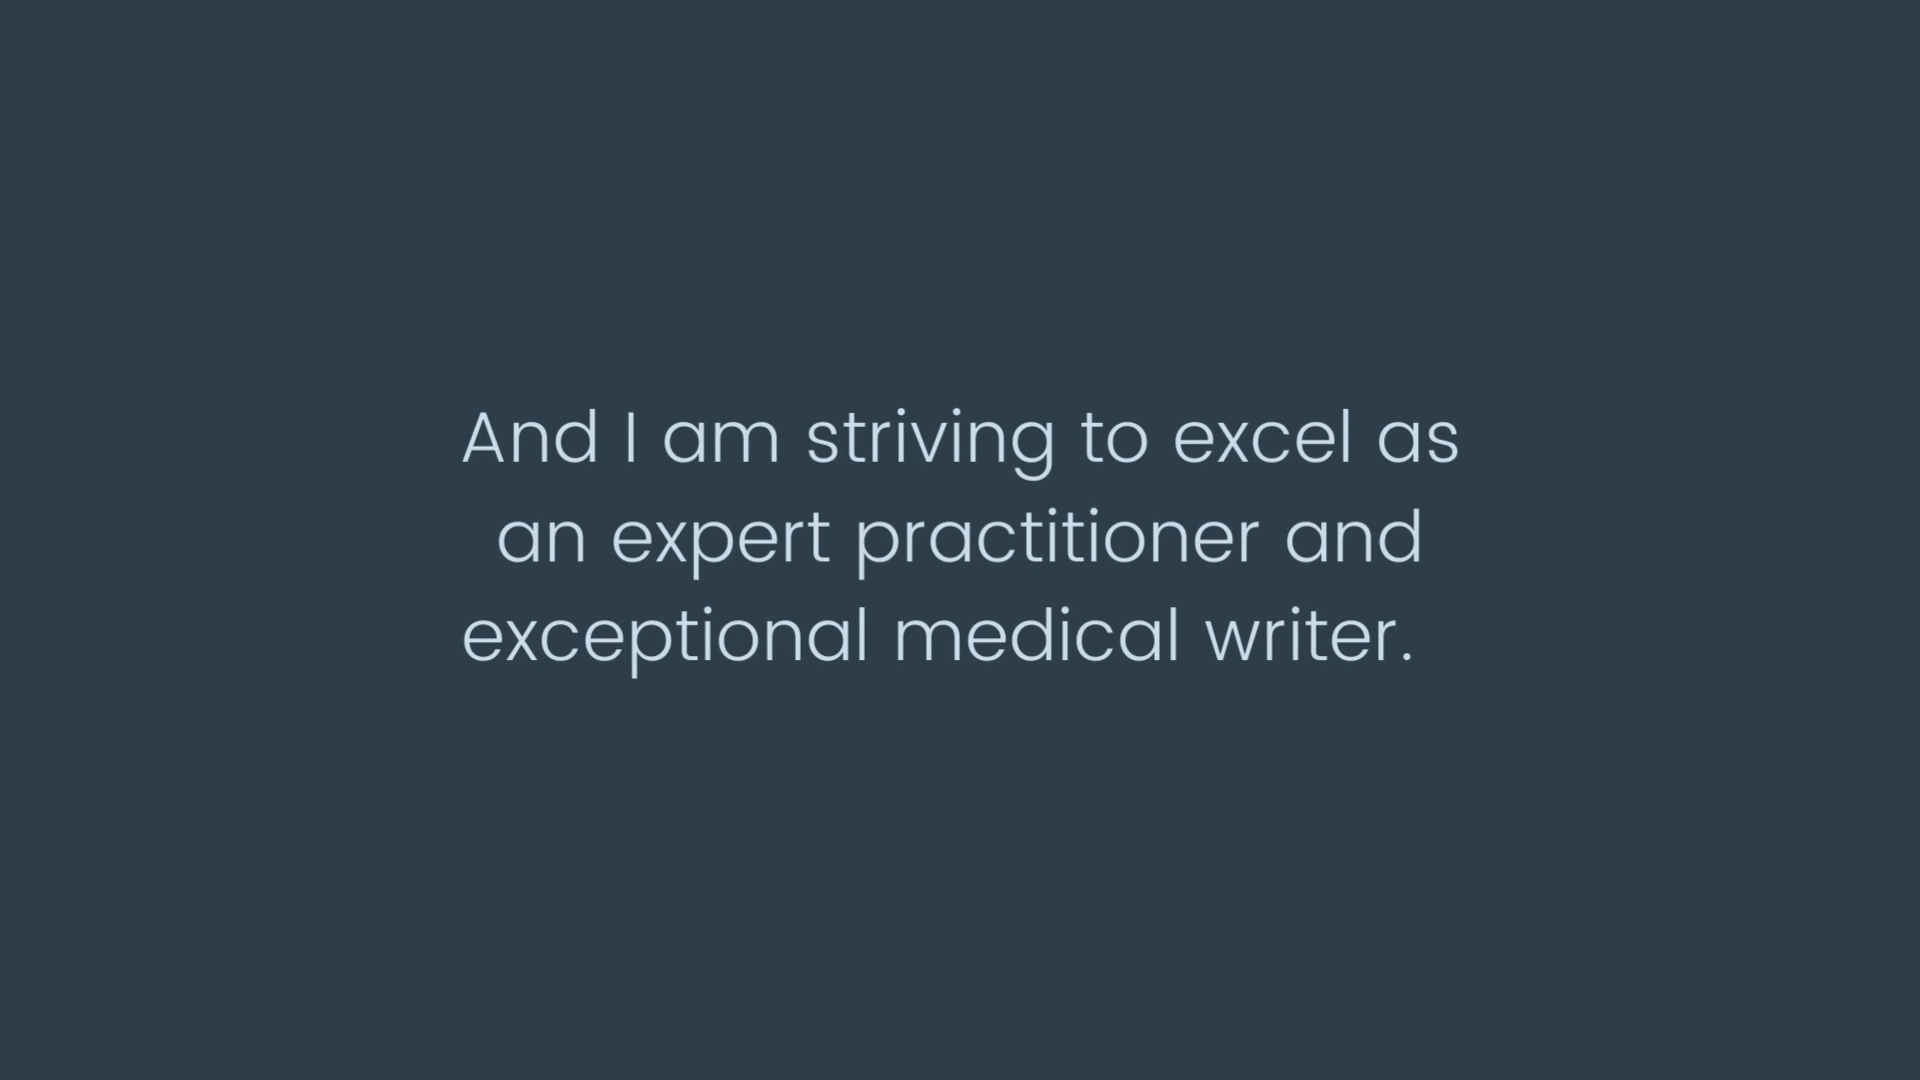 And I am striving to excel as
an expert practitioner and
exceptional medical writer.